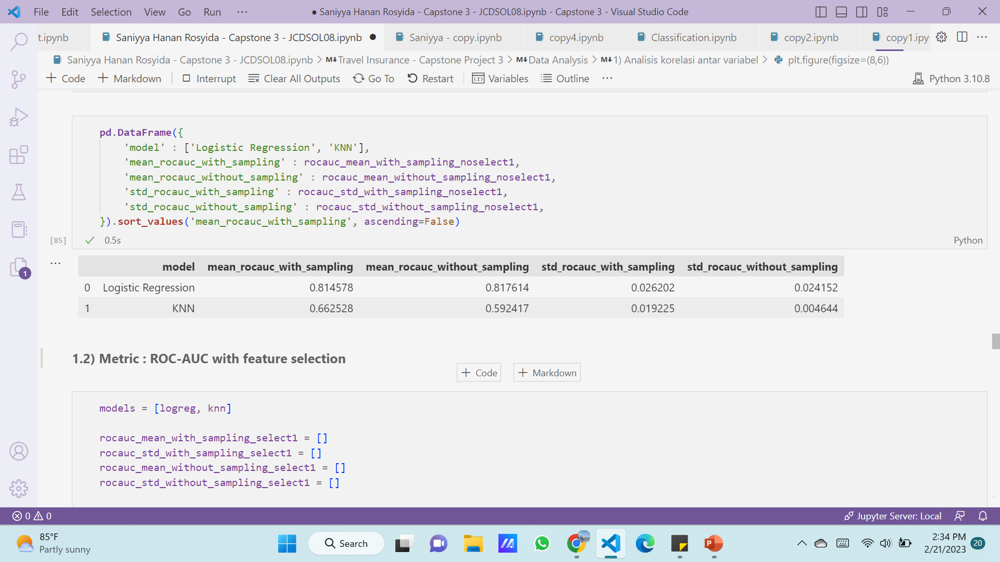 File Edit Selection View Go Run ···
● Saniyya Hanan Rosyida - Capstone 3 - JCDSOL08.ipynb - Capstone 3 - Visual Studio Code
t.ipynb Saniyya Hanan Rosyida - Capstone 3 - JCDSOL08.ipynb ● Saniyya - copy.ipynb copy4.ipynb Classification.ipynb copy2.ipynb copy1.ipy
Saniyya Hanan Rosyida - Capstone 3 - JCDSOL08.ipynb > M↓Travel Insurance - Capstone Project 3 > M↓Data Analysis > M↓1) Analisis korelasi antar variabel > plt.figure(figsize=(8,6))
+ Code + Markdown Interrupt Clear All Outputs Go To Restart Variables Outline ··· Python 3.10.8
pd.DataFrame({
'model' : ['Logistic Regression', 'KNN'],
'mean_rocauc_with_sampling' : rocauc_mean_with_sampling_noselect1,
'mean_rocauc_without_sampling' : rocauc_mean_without_sampling_noselect1,
'std_rocauc_with_sampling' : rocauc_std_with_sampling_noselect1,
'std_rocauc_without_sampling' : rocauc_std_without_sampling_noselect1,
}).sort_values('mean_rocauc_with_sampling', ascending=False)
[85] ✓ 0.5s Python
···
model mean_rocauc_with_sampling mean_rocauc_without_sampling std_rocauc_with_sampling std_rocauc_without_sampling
0 Logistic Regression 0.814578 0.817614 0.026202 0.024152
1 KNN 0.662528 0.592417 0.019225 0.004644
1.2) Metric : ROC-AUC with feature selection
+ Code + Markdown
models = [logreg, knn]
rocauc_mean_with_sampling_select1 = []
rocauc_std_with_sampling_select1 = []
rocauc_mean_without_sampling_select1 = []
rocauc_std_without_sampling_select1 = []
1
0 0 Jupyter Server: Local
85°F
Partly sunny
Search
2:34 PM
2/21/2023
20